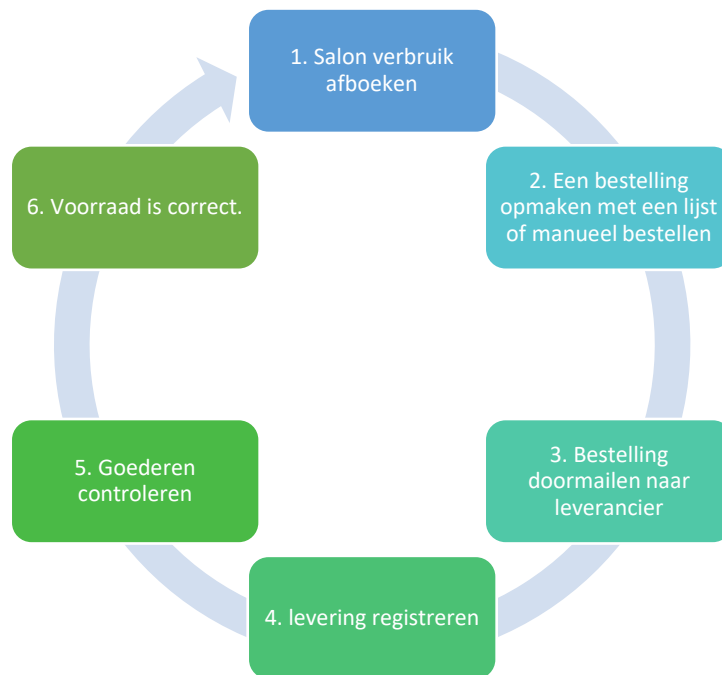 1. Salon verbruik
afboeken
2. Een bestelling
opmaken met een lijst
of manueel bestellen
3. Bestelling
doormailen naar
leverancier
4. levering registreren
5. Goederen
controleren
6. Voorraad is correct.